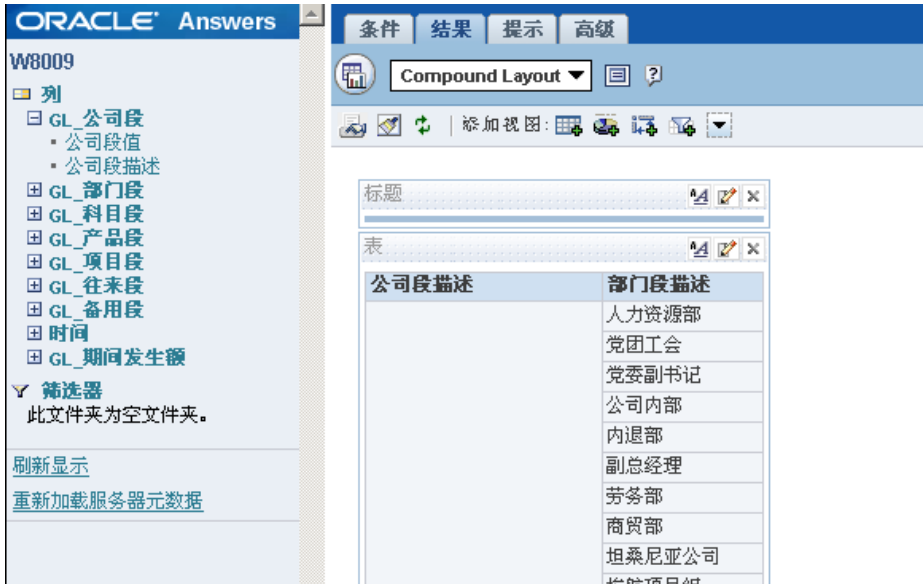 ORACLE Answers
W8009
列
GL_公司段
公司段值
公司段描述
GL_部门段
GL_科目段
GL_产品段
GL_项目段
GL_往来段
GL_备用段
时间
GL_期间发生额
筛选器
此文件夹为空文件夹。
刷新显示
重新加载服务器元数据
条件 结果 提示 高级
Compound Layout
添加视图:
标题
表
公司段描述 部门段描述
人力资源部
党团工会
党委副书记
公司内部
内退部
副总经理
劳务部
商贸部
坦桑尼亚公司